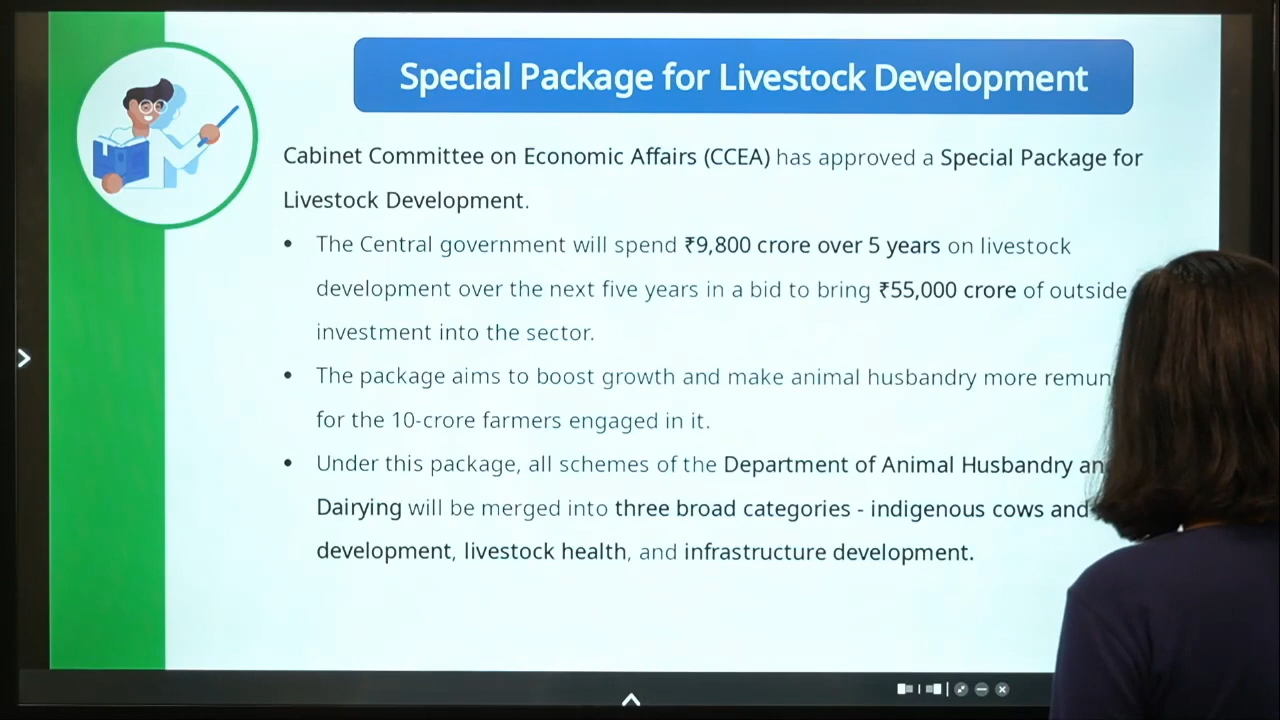 Special Package for Livestock Development
Cabinet Committee on Economic Affairs (CCEA) has approved a Special Package for
Livestock Development.
• The Central government will spend ₹9,800 crore over 5 years on livestock
development over the next five years in a bid to bring ₹55,000 crore of outside
investment into the sector.
• The package aims to boost growth and make animal husbandry more
for the 10-crore farmers engaged in it.
• Under this package, all schemes of the Department of Animal Husbandry
Dairying will be merged into three broad categories - indigenous cows and
development, livestock health, and infrastructure development.